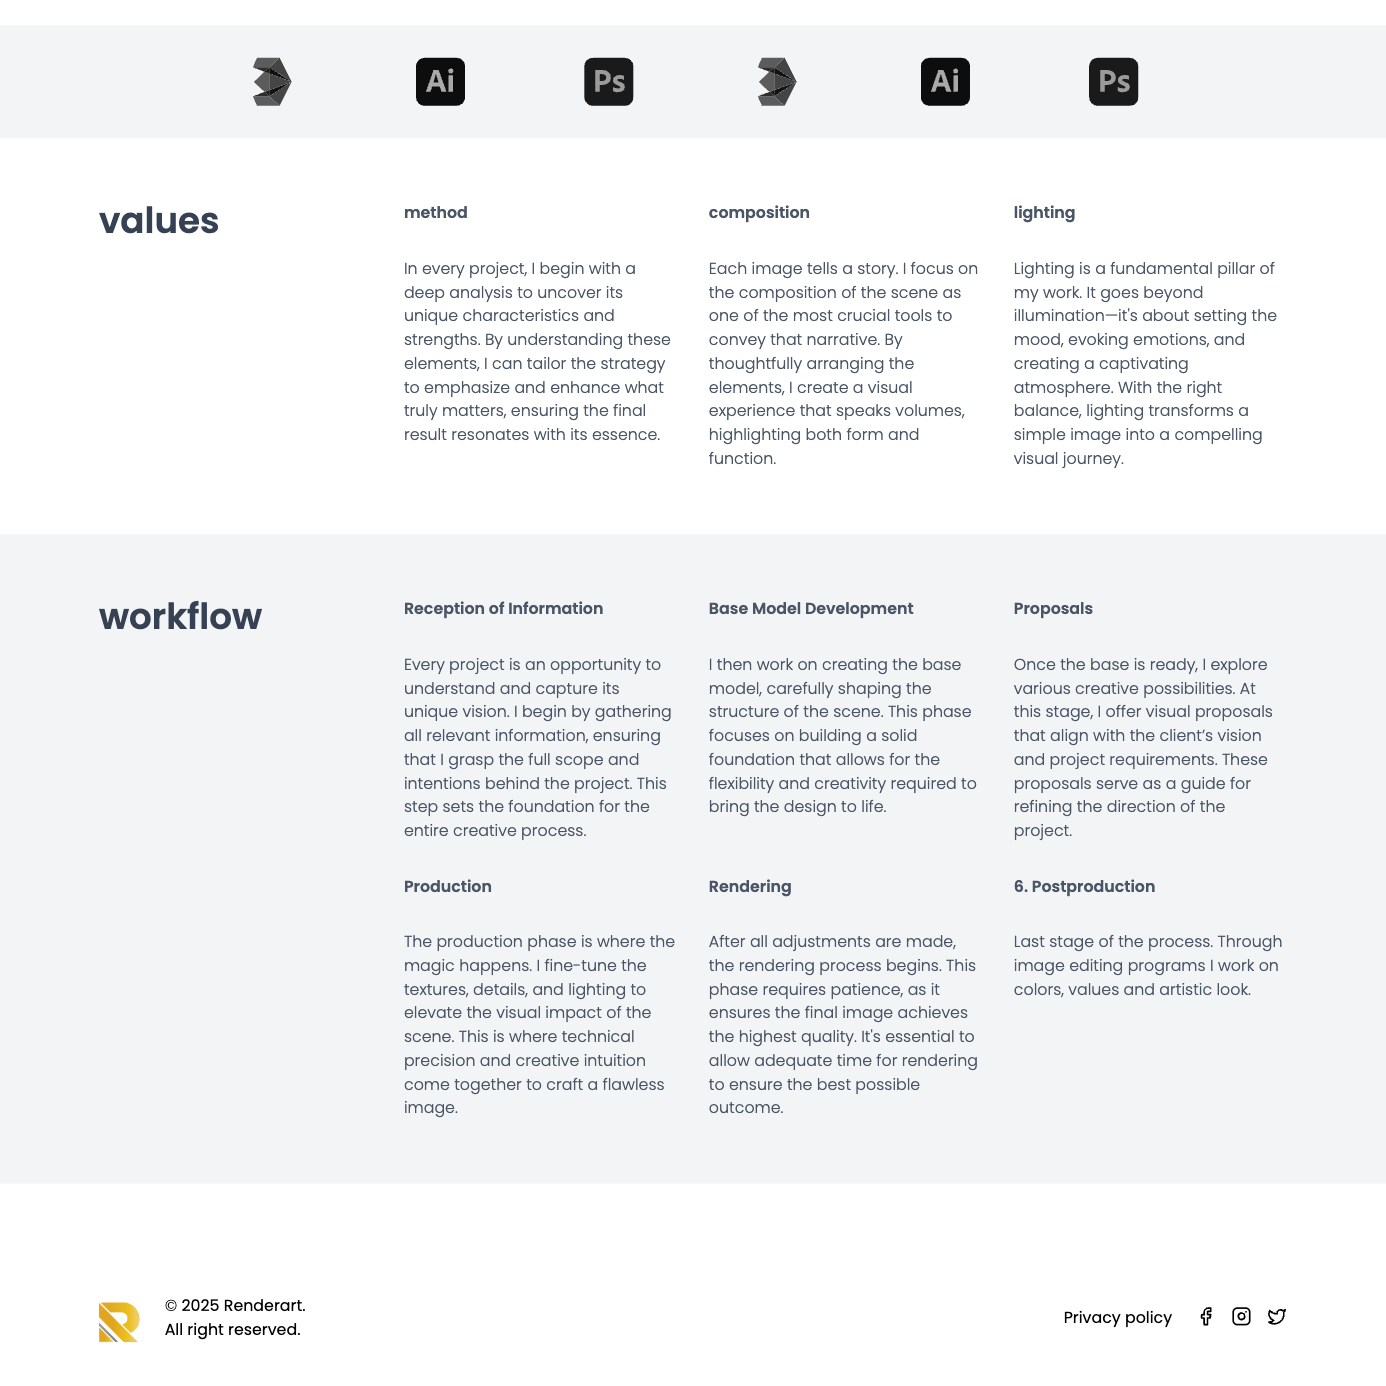 Ai Ps Ai Ps
values
method
In every project, I begin with a
deep analysis to uncover its
unique characteristics and
strengths. By understanding these
elements, I can tailor the strategy
to emphasize and enhance what
truly matters, ensuring the final
result resonates with its essence.
composition
Each image tells a story. I focus on
the composition of the scene as
one of the most crucial tools to
convey that narrative. By
thoughtfully arranging the
elements, I create a visual
experience that speaks volumes,
highlighting both form and
function.
lighting
Lighting is a fundamental pillar of
my work. It goes beyond
illumination—it's about setting the
mood, evoking emotions, and
creating a captivating
atmosphere. With the right
balance, lighting transforms a
simple image into a compelling
visual journey.
workflow
Reception of Information
Every project is an opportunity to
understand and capture its
unique vision. I begin by gathering
all relevant information, ensuring
that I grasp the full scope and
intentions behind the project. This
step sets the foundation for the
entire creative process.
Base Model Development
I then work on creating the base
model, carefully shaping the
structure of the scene. This phase
focuses on building a solid
foundation that allows for the
flexibility and creativity required to
bring the design to life.
Proposals
Once the base is ready, I explore
various creative possibilities. At
this stage, I offer visual proposals
that align with the client’s vision
and project requirements. These
proposals serve as a guide for
refining the direction of the
project.
Production
The production phase is where the
magic happens. I fine-tune the
textures, details, and lighting to
elevate the visual impact of the
scene. This is where technical
precision and creative intuition
come together to craft a flawless
image.
Rendering
After all adjustments are made,
the rendering process begins. This
phase requires patience, as it
ensures the final image achieves
the highest quality. It's essential to
allow adequate time for rendering
to ensure the best possible
outcome.
6. Postproduction
Last stage of the process. Through
image editing programs I work on
colors, values and artistic look.
© 2025 Renderart.
All right reserved.
Privacy policy